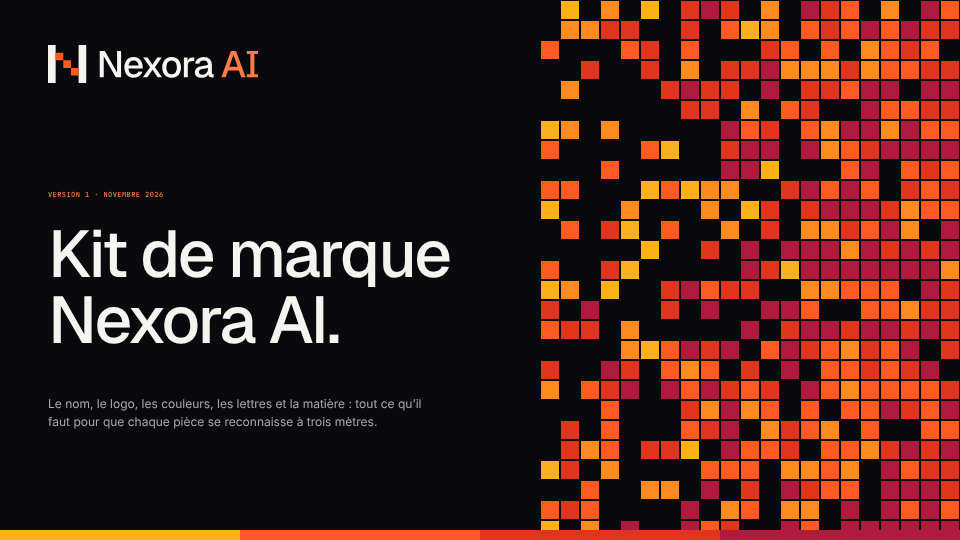 Nexora AI
VERSION 1 - NOVEMBRE 2026
Kit de marque
Nexora AI.
Le nom, le logo, les couleurs, les lettres et la matière : tout ce qu’il
faut pour que chaque pièce se reconnaisse à trois mètres.